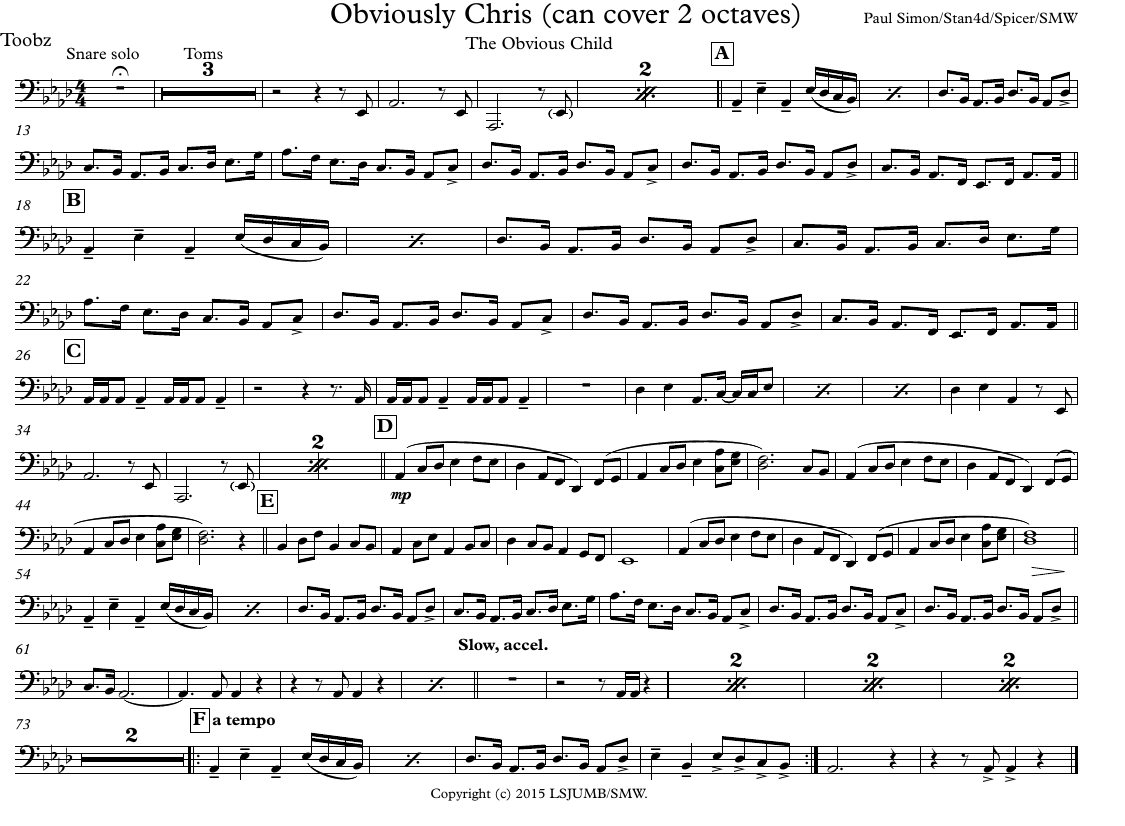 Obviously Chris (can cover 2 octaves)
Paul Simon/Stan4d/Spicer/SMW
Toobz
The Obvious Child
Snare solo
Toms
3
2
A
4
4
13
18
B
22
26
C
34
2
D
mp
44
E
54
61
Slow, accel.
2
2
2
73
2
F a tempo
Copyright (c) 2015 LSJUMB/SMW.